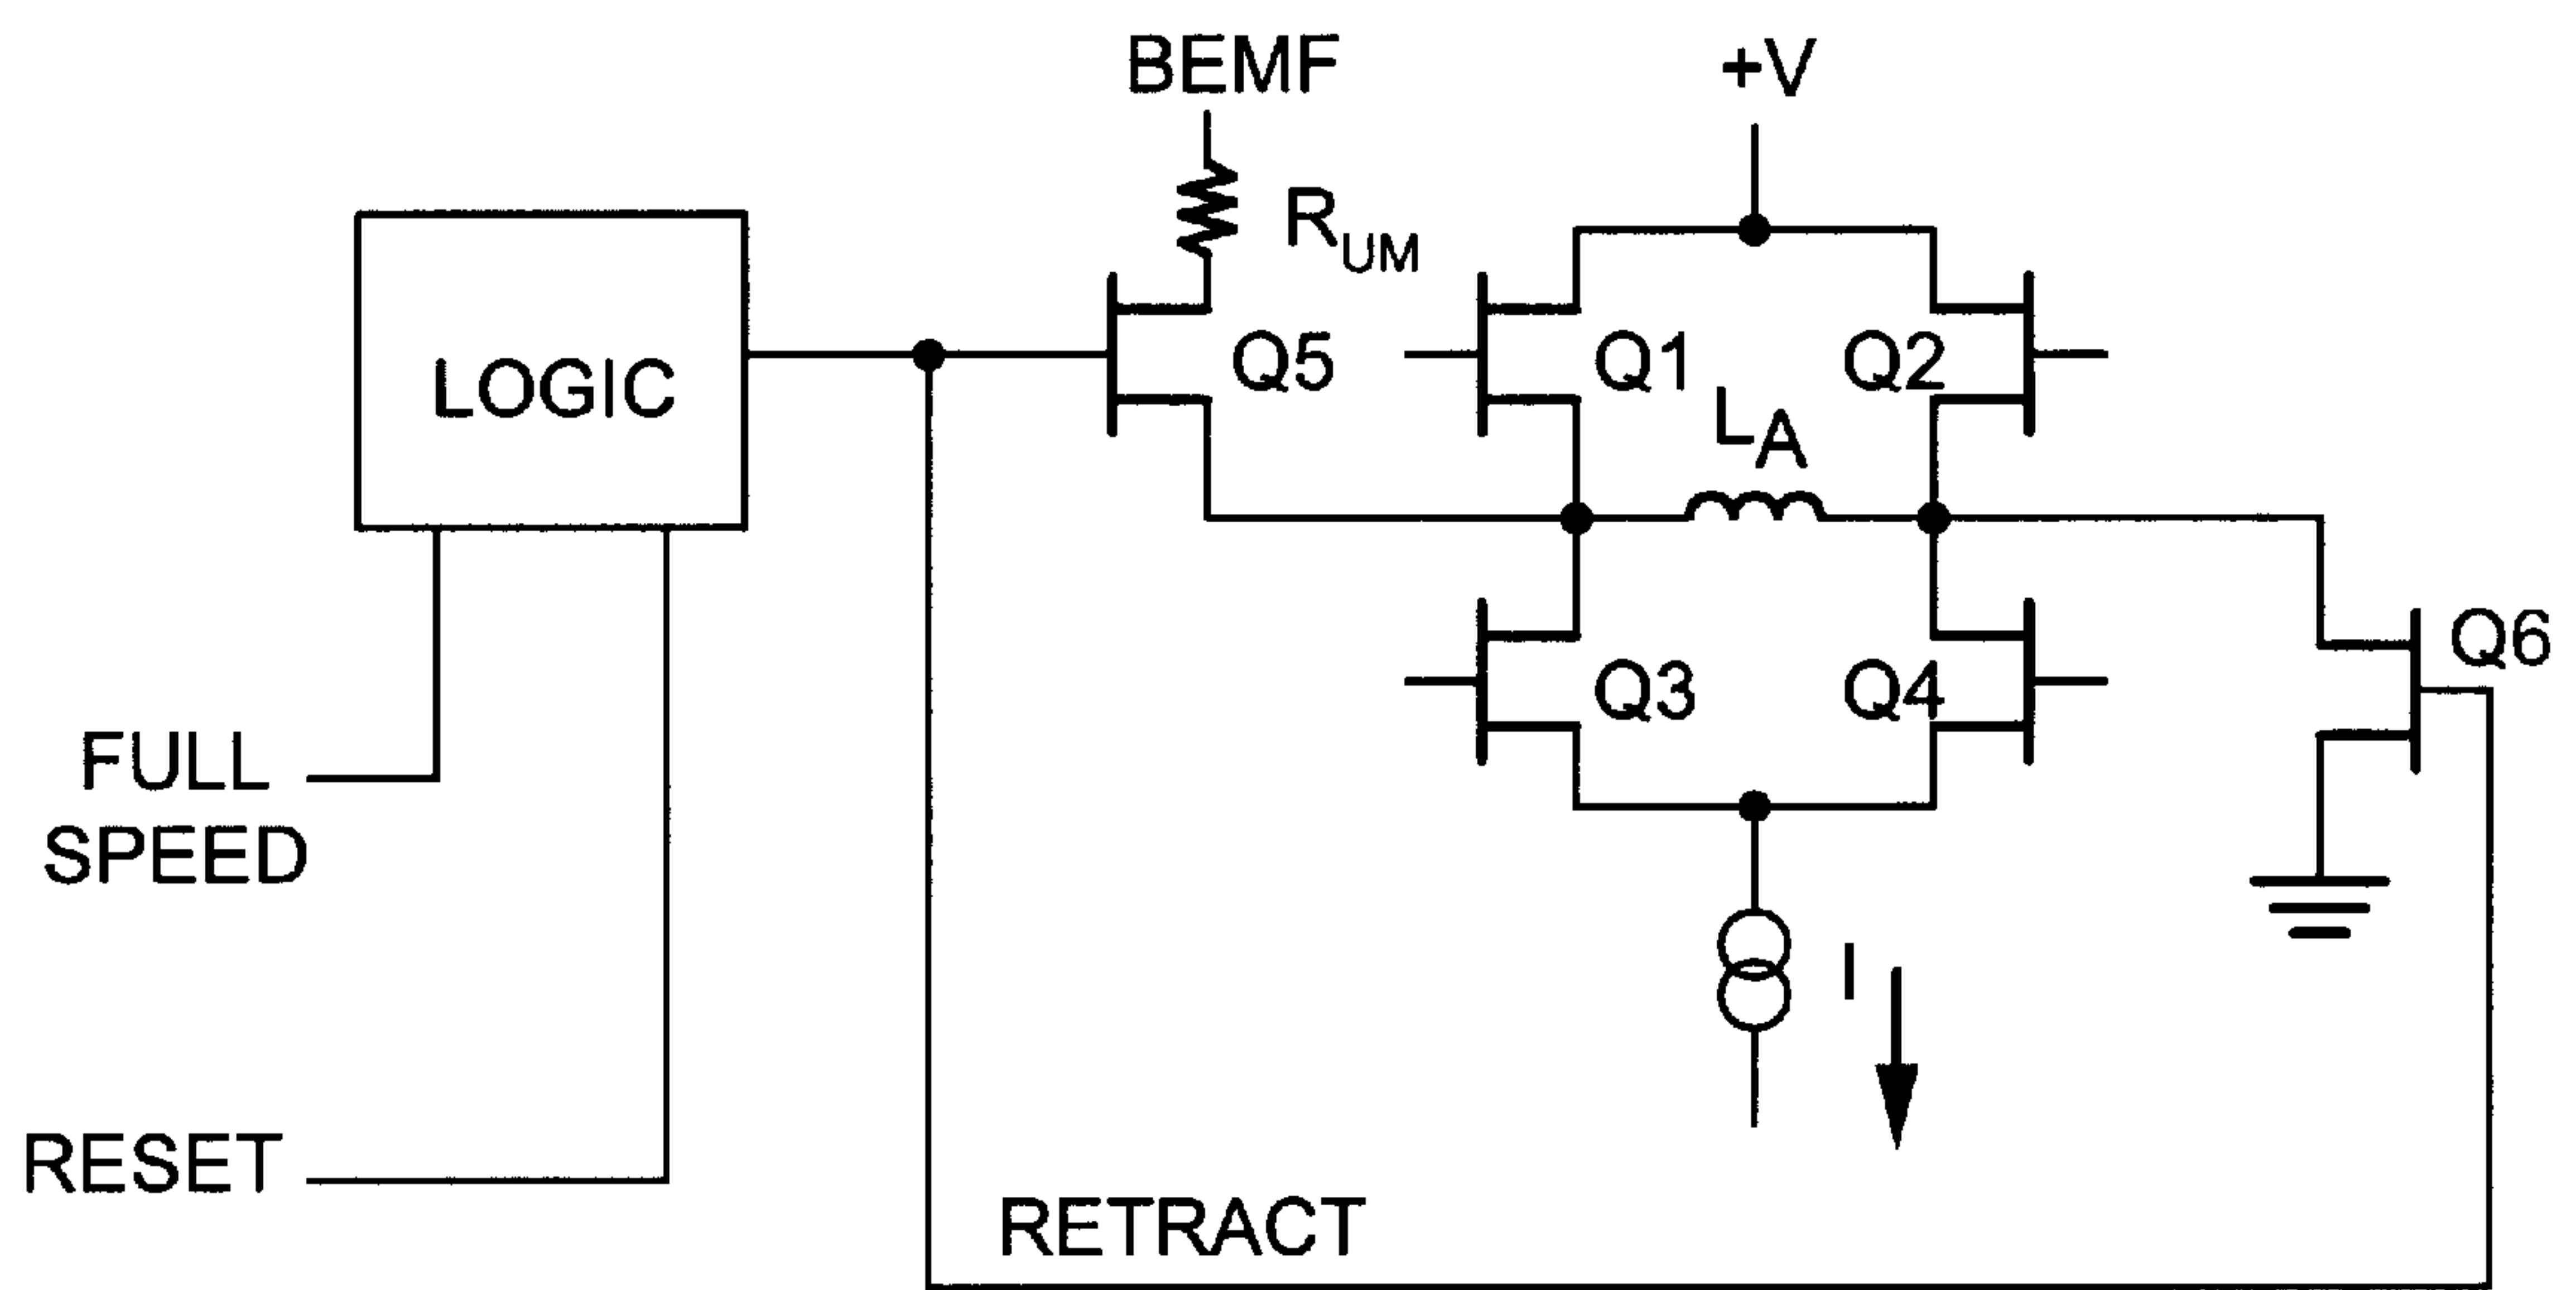 BEMF
+V
R_UM
LOGIC
Q5
Q1
Q2
L_A
Q3
Q4
Q6
FULL
SPEED
I
RESET
RETRACT